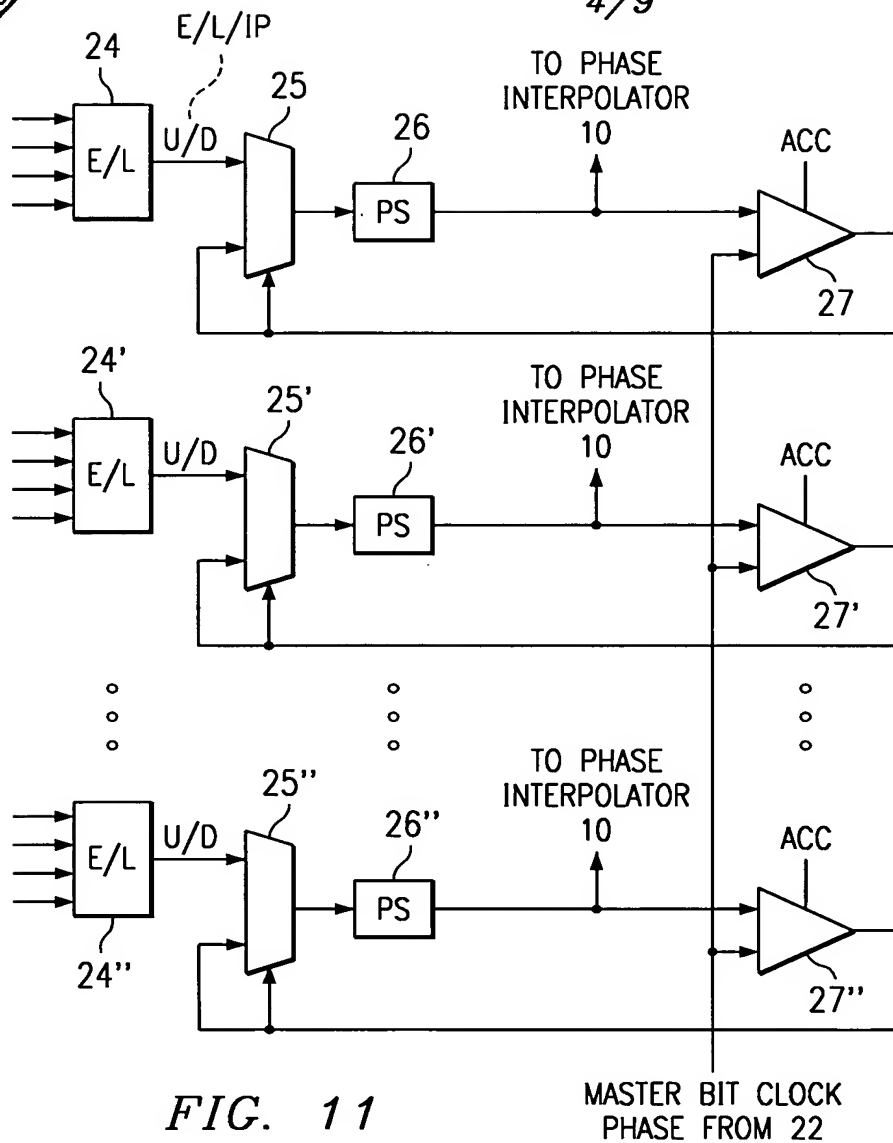 4/9
E/L/IP
24
25
TO PHASE
INTERPOLATOR
10
26
ACC
U/D
E/L
PS
27
24'
25'
TO PHASE
INTERPOLATOR
10
26'
ACC
U/D
E/L
PS
27'
25"
TO PHASE
INTERPOLATOR
10
26"
ACC
U/D
E/L
PS
24"
27"
FIG. 11
MASTER BIT CLOCK
PHASE FROM 22